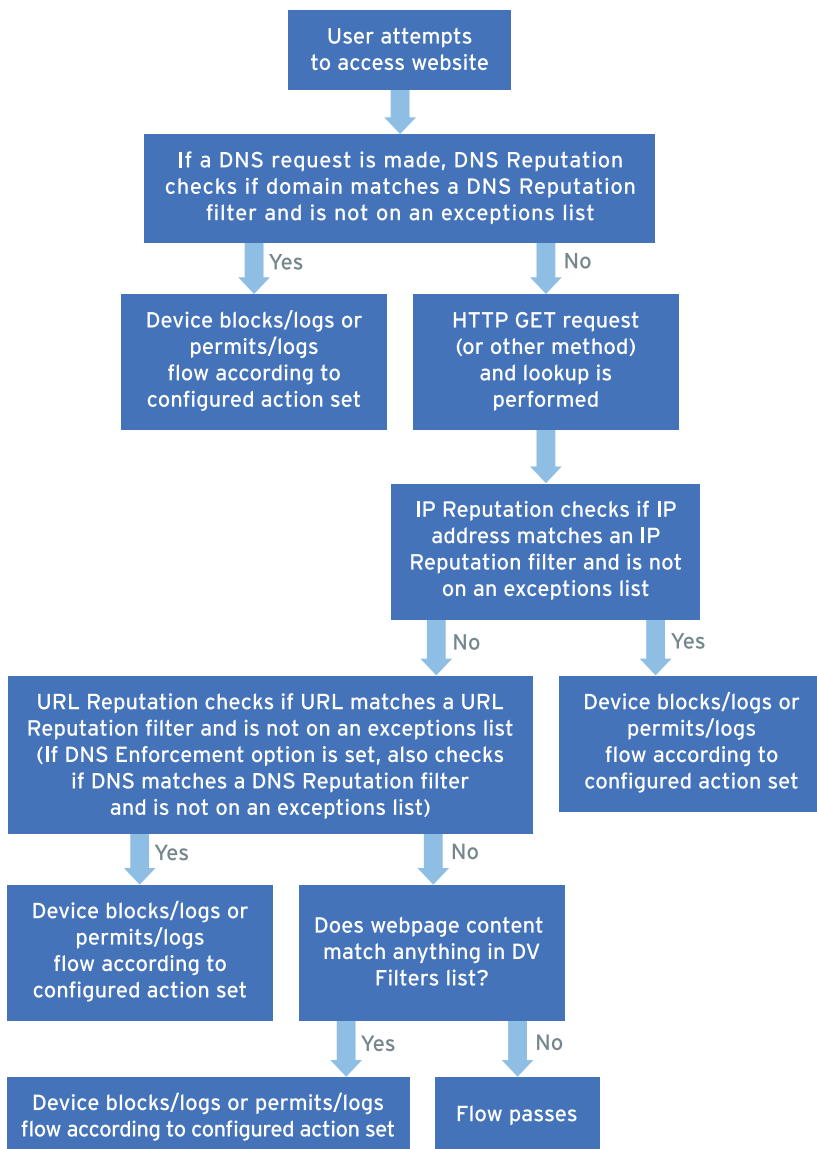 User attempts
to access website
If a DNS request is made, DNS Reputation
checks if domain matches a DNS Reputation
filter and is not on an exceptions list
Yes
No
Device blocks/logs or
permits/logs
flow according to
configured action set
HTTP GET request
(or other method)
and lookup is
performed
IP Reputation checks if IP
address matches an IP
Reputation filter and is not
on an exceptions list
No
Yes
URL Reputation checks if URL matches a URL
Reputation filter and is not on an exceptions list
(If DNS Enforcement option is set, also checks
if DNS matches a DNS Reputation filter
and is not on an exceptions list)
Device blocks/logs or
permits/logs
flow according to
configured action set
Yes
No
Device blocks/logs or
permits/logs
flow according to
configured action set
Does webpage content
match anything in DV
Filters list?
Yes
No
Device blocks/logs or permits/logs
flow according to configured action set
Flow passes